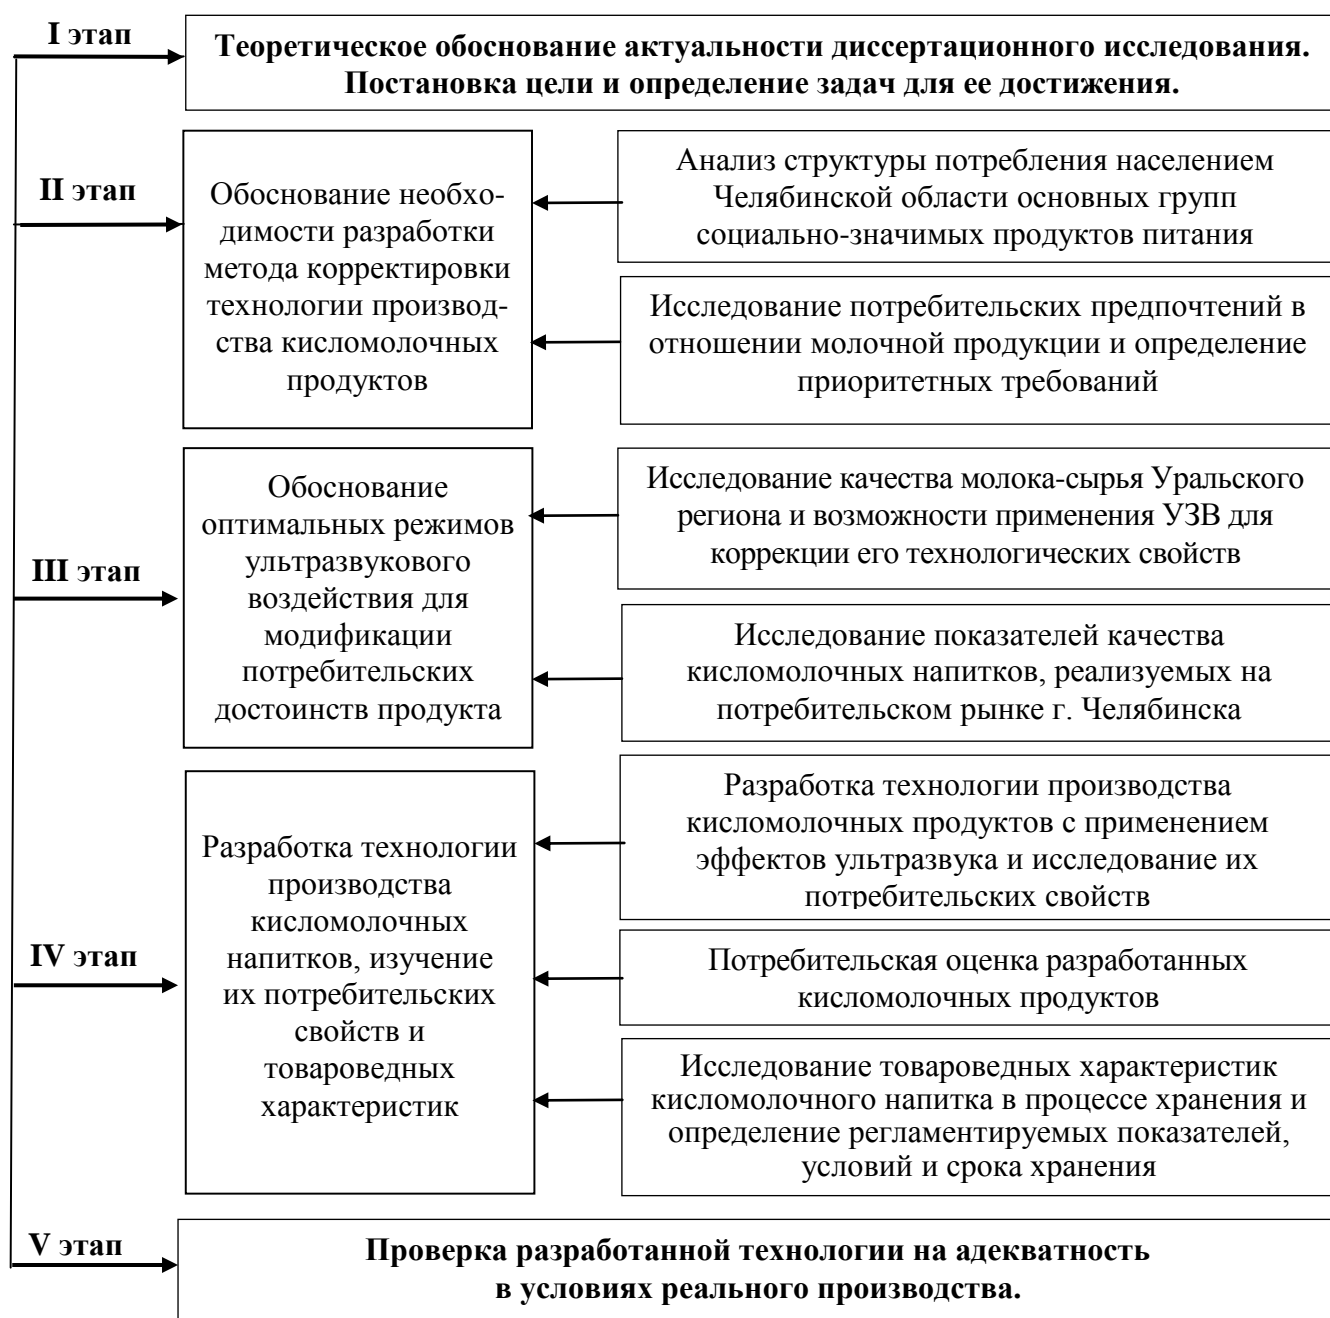 I этап
Теоретическое обоснование актуальности диссертационного исследования.
Постановка цели и определение задач для ее достижения.
II этап
Обоснование необхо-
димости разработки
метода корректировки
технологии производ-
ства кисломолочных
продуктов
Анализ структуры потребления населением
Челябинской области основных групп
социально-значимых продуктов питания
Исследование потребительских предпочтений в
отношении молочной продукции и определение
приоритетных требований
III этап
Обоснование
оптимальных режимов
ультразвукового
воздействия для
модификации
потребительских
достоинств продукта
Исследование качества молока-сырья Уральского
региона и возможности применения УЗВ для
коррекции его технологических свойств
Исследование показателей качества
кисломолочных напитков, реализуемых на
потребительском рынке г. Челябинска
IV этап
Разработка технологии
производства
кисломолочных
напитков, изучение
их потребительских
свойств и
товароведных
характеристик
Разработка технологии производства
кисломолочных продуктов с применением
эффектов ультразвука и исследование их
потребительских свойств
Потребительская оценка разработанных
кисломолочных продуктов
Исследование товароведных характеристик
кисломолочного напитка в процессе хранения и
определение регламентируемых показателей,
условий и срока хранения
V этап
Проверка разработанной технологии на адекватность
в условиях реального производства.